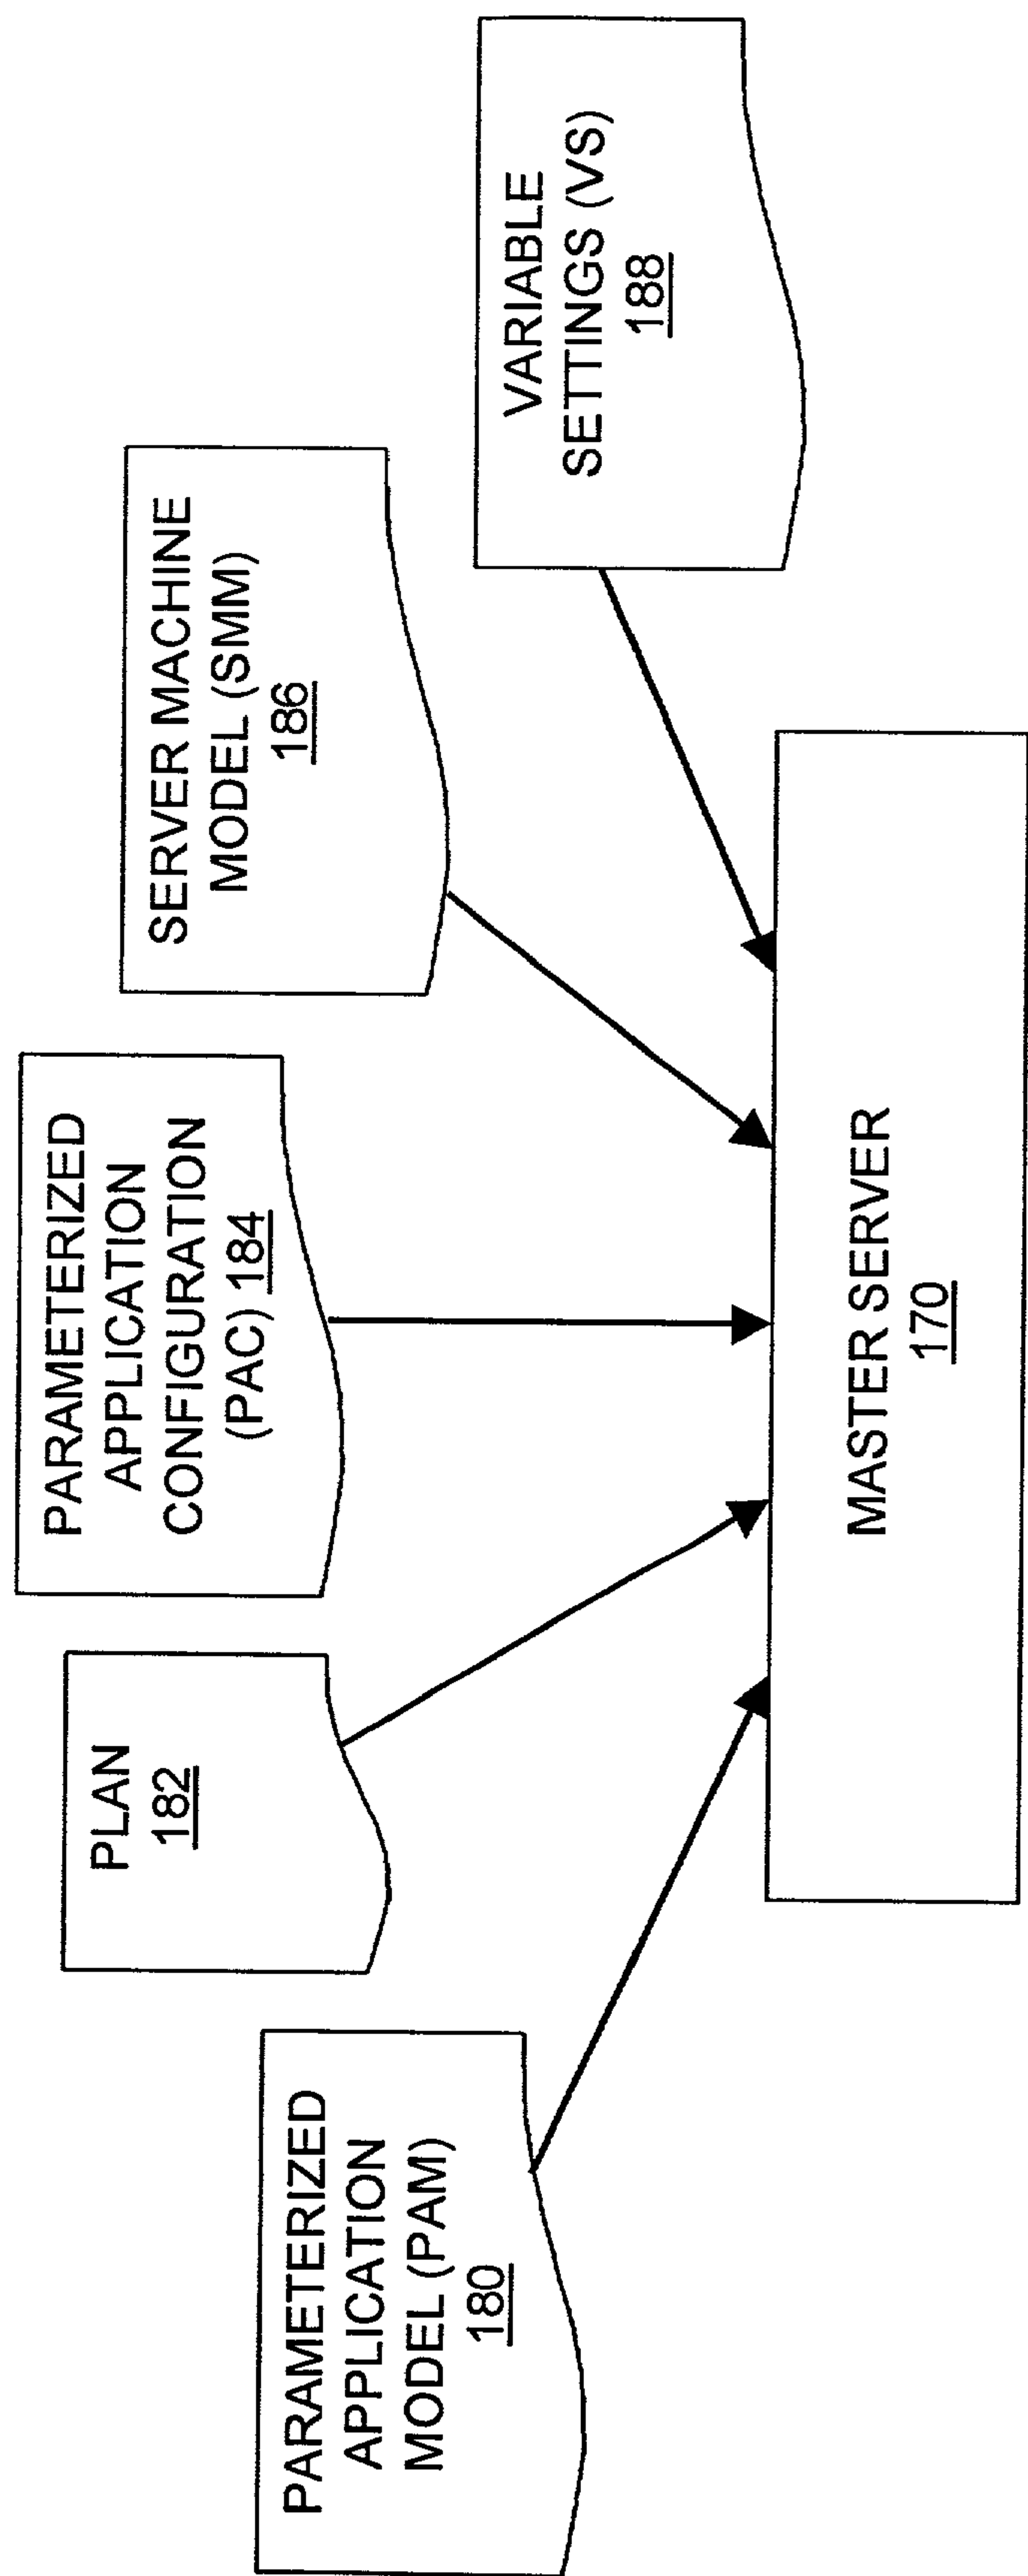 PARAMETERIZED
APPLICATION
MODEL (PAM)
180
PLAN
182
PARAMETERIZED
APPLICATION
CONFIGURATION
(PAC) 184
SERVER MACHINE
MODEL (SMM)
186
VARIABLE
SETTINGS (VS)
188
MASTER SERVER
170